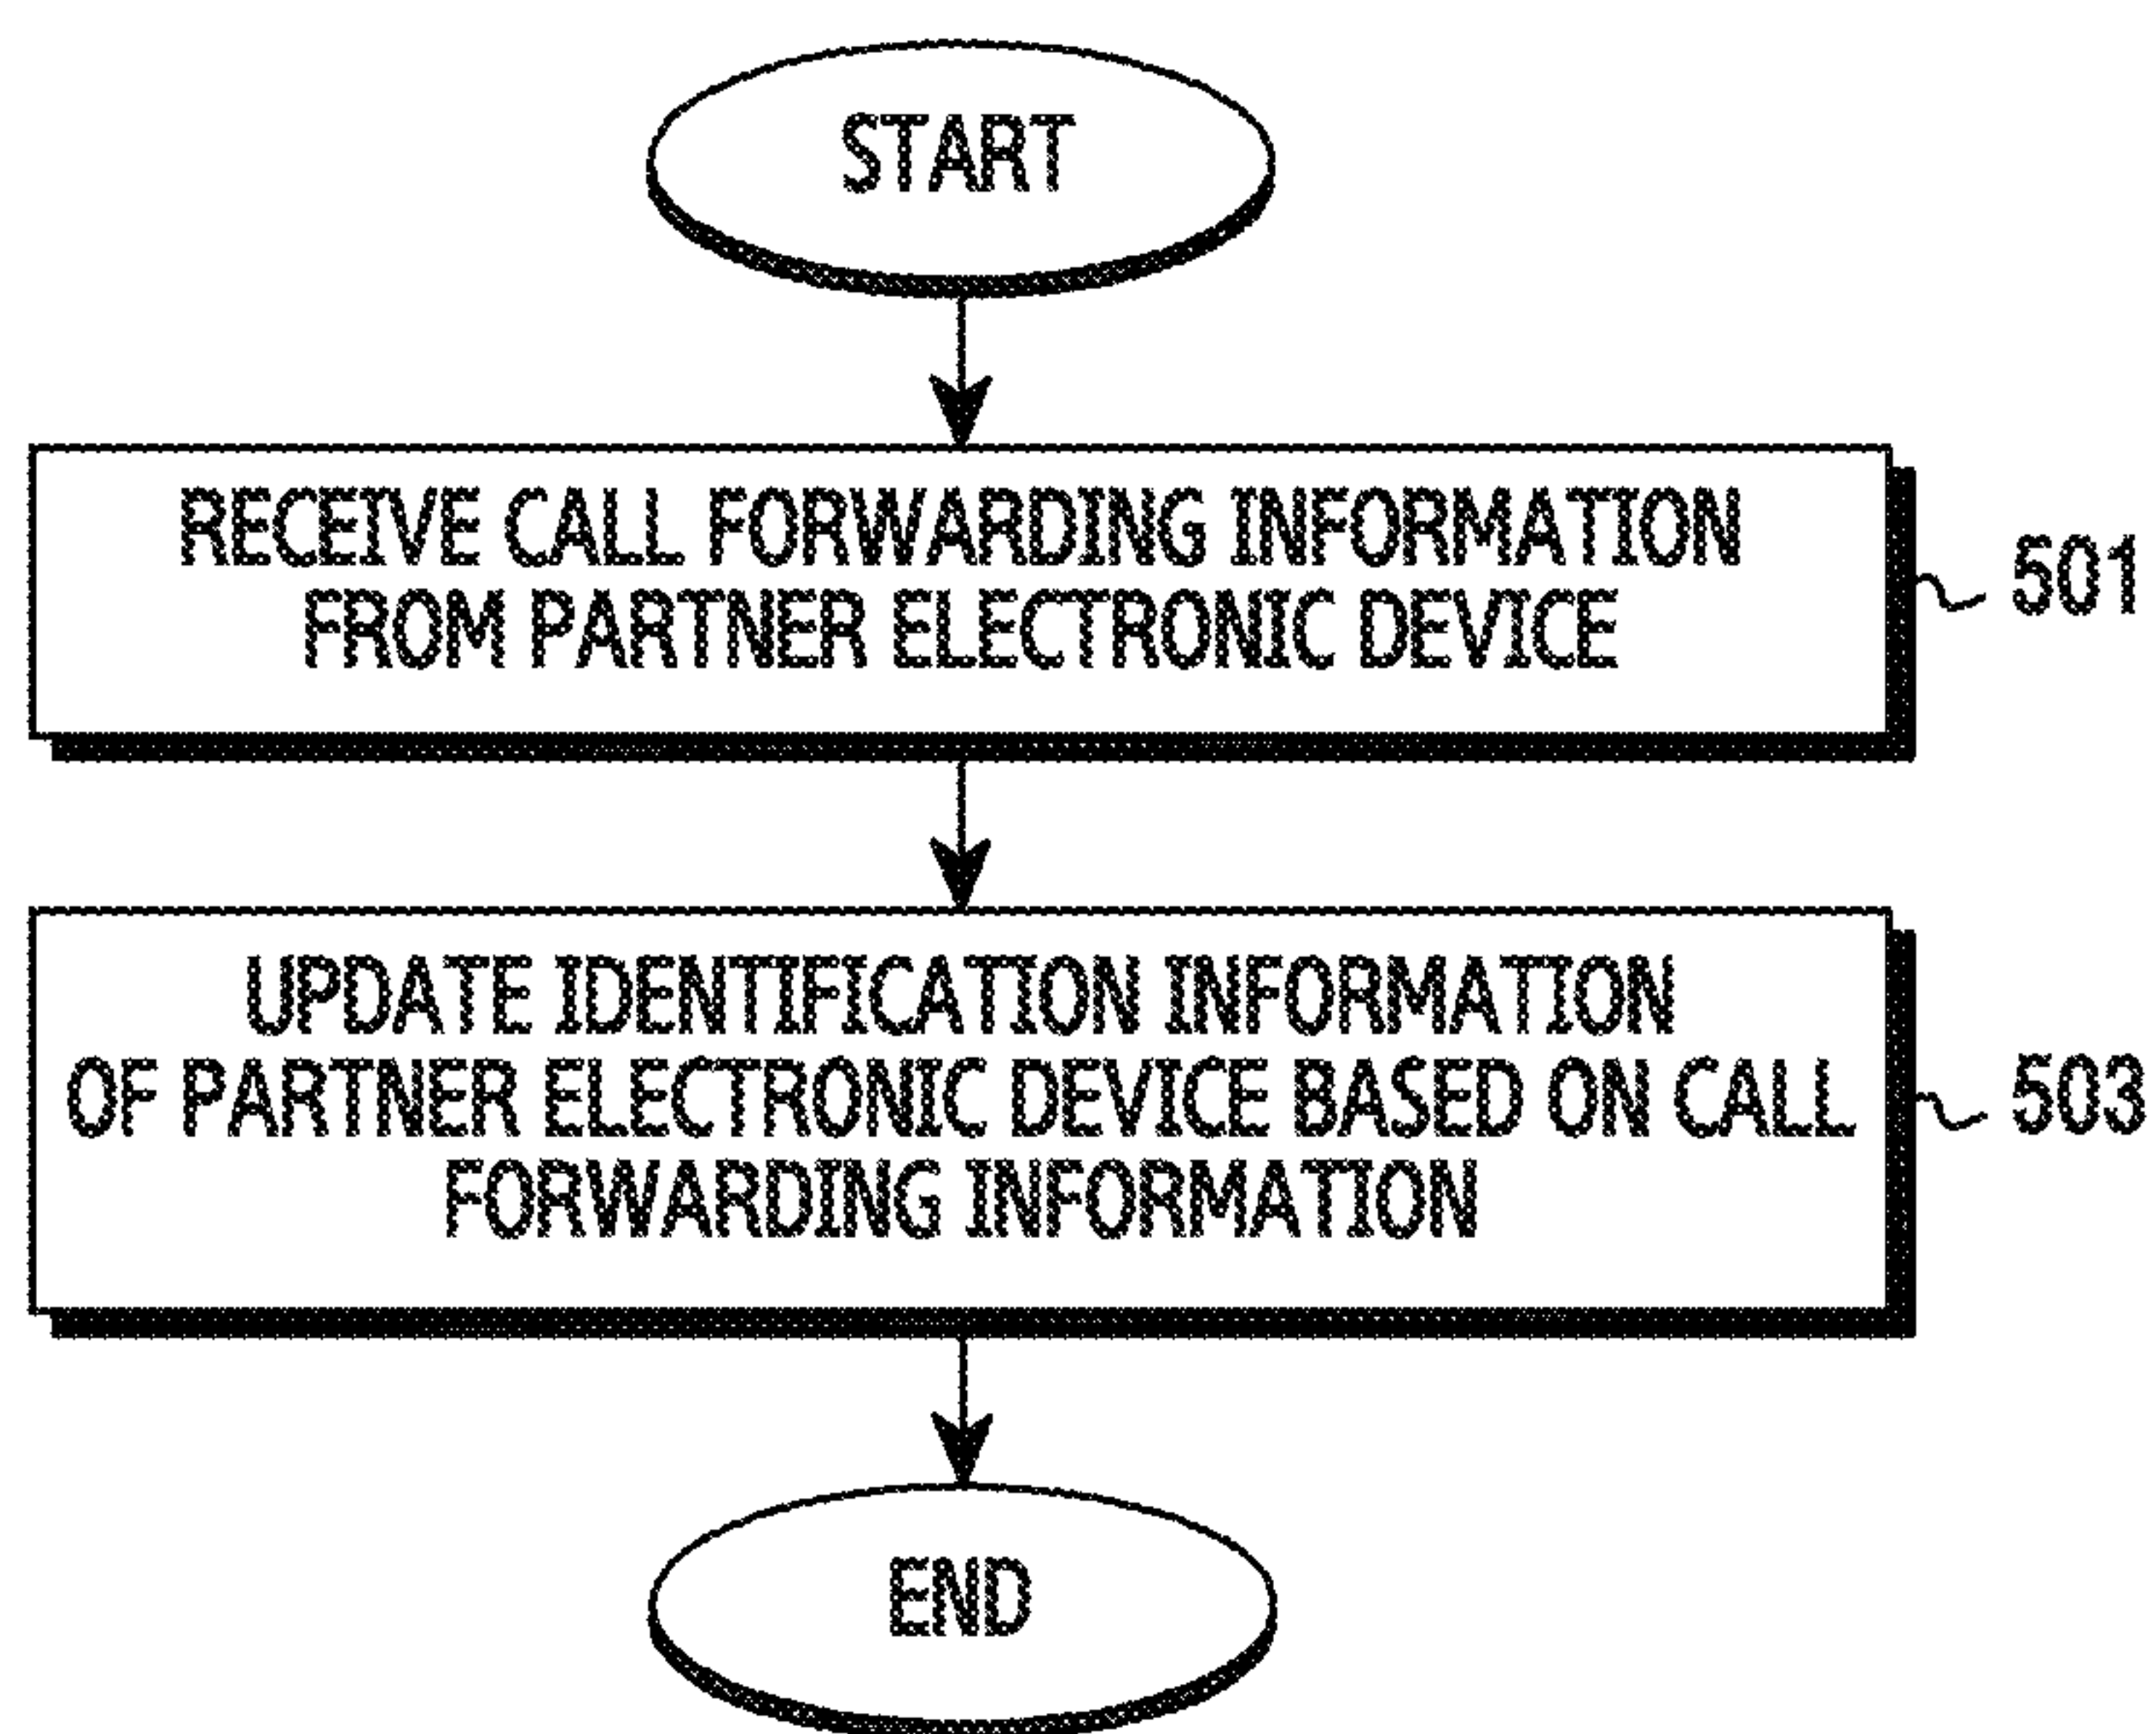 START
RECEIVE CALL FORWARDING INFORMATION
FROM PARTNER ELECTRONIC DEVICE
501
UPDATE IDENTIFICATION INFORMATION
OF PARTNER ELECTRONIC DEVICE BASED ON CALL
FORWARDING INFORMATION
503
END